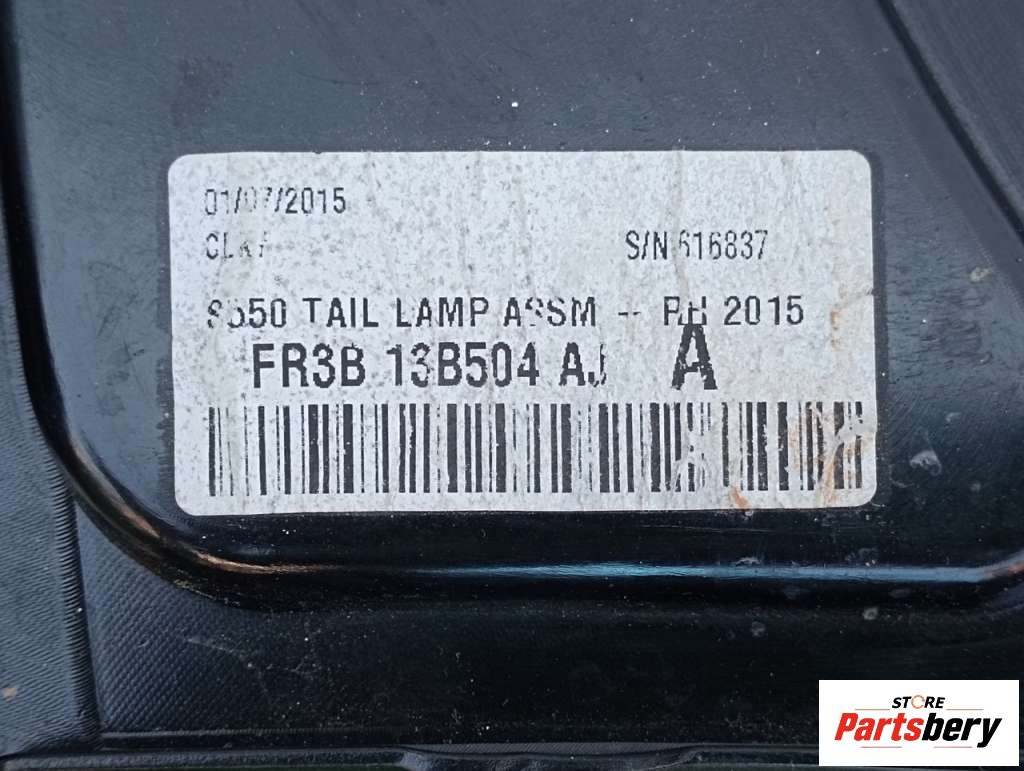 01/07/2015
S/N 616837
S550 TAIL LAMP ASSM -- RH 2015
FR3B 13B504 AJ A
STORE
Partsbery